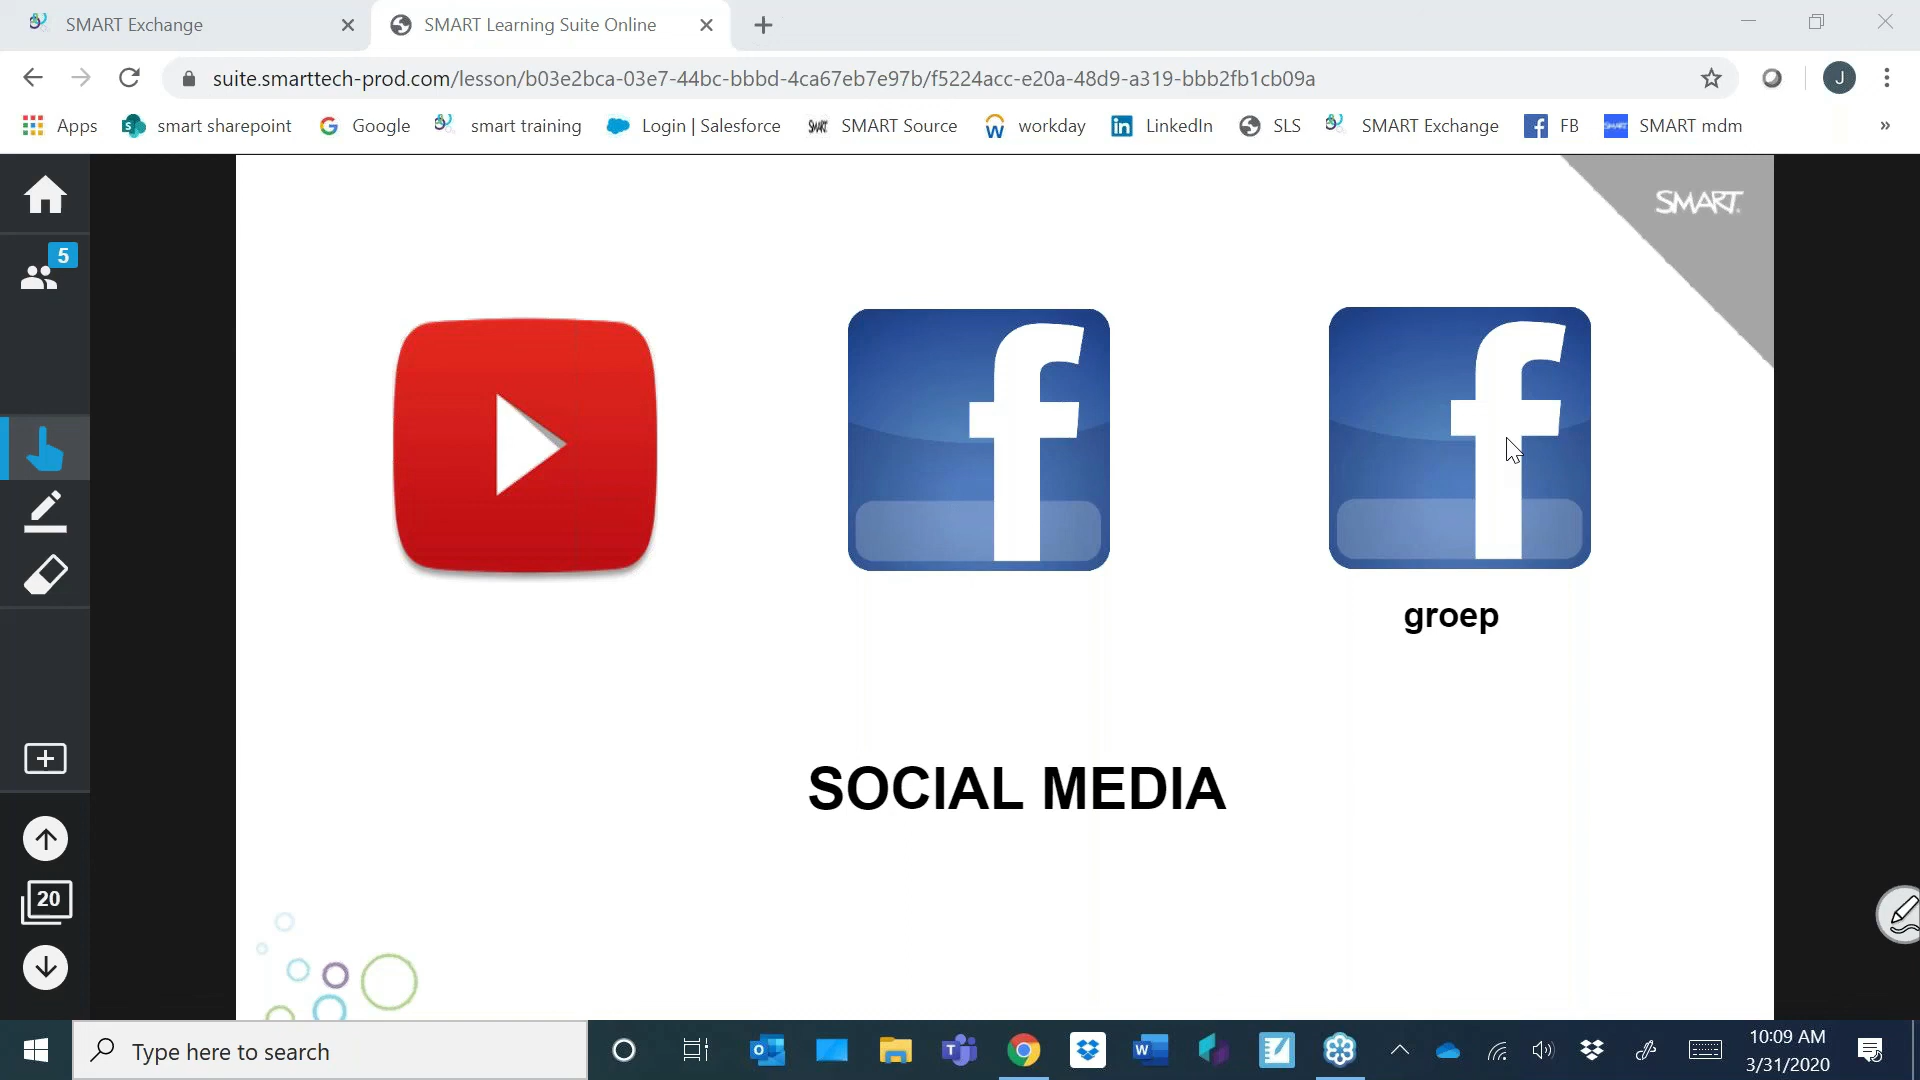 SMART Exchange
SMART Learning Suite Online
suite.smarttech-prod.com/lesson/b03e2bca-03e7-44bc-bbbd-4ca67eb7e97b/f5224acc-e20a-48d9-a319-bbb2fb1cb09a
J
Apps smart sharepoint Google smart training Login | Salesforce SMART Source workday LinkedIn SLS SMART Exchange FB SMART mdm »
SMART
5
groep
SOCIAL MEDIA
20
Type here to search
10:09 AM
3/31/2020